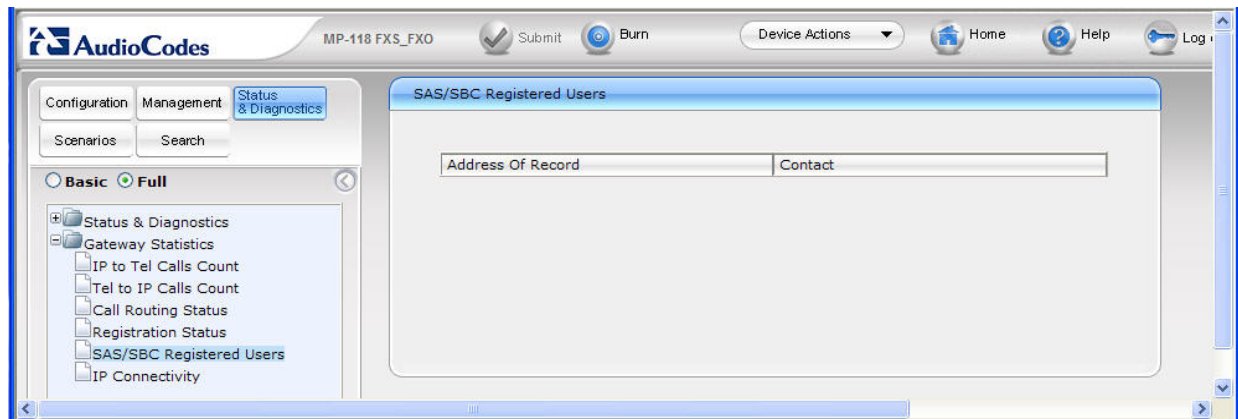 AudioCodes
MP-118 FXS_FXO
Submit
Burn
Device Actions
Home
Help
Log
Configuration
Management
Status & Diagnostics
Scenarios
Search
Basic
Full
Status & Diagnostics
Gateway Statistics
IP to Tel Calls Count
Tel to IP Calls Count
Call Routing Status
Registration Status
SAS/SBC Registered Users
IP Connectivity
SAS/SBC Registered Users
Address Of Record
Contact